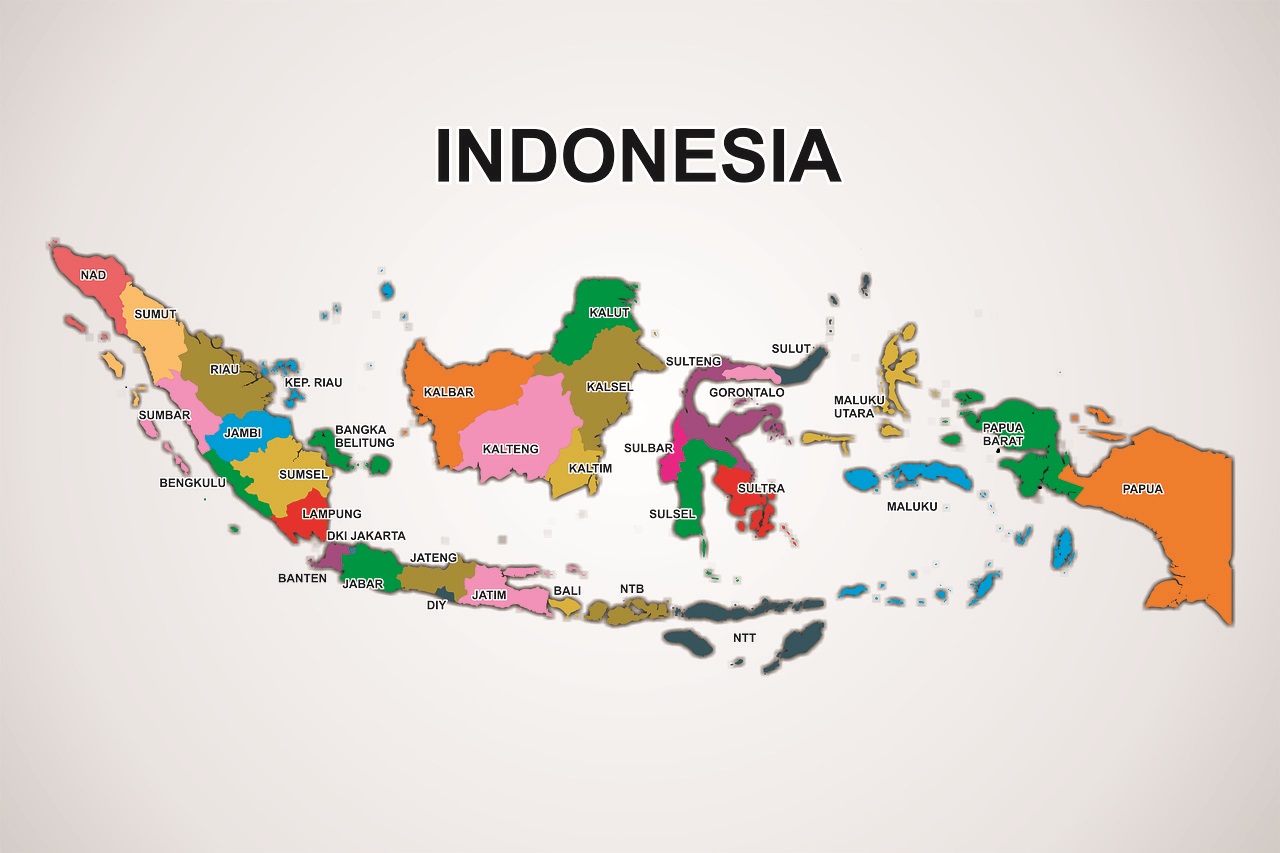 INDONESIA
NAD
SUMUT
RIAU
KEP. RIAU
SUMBAR
JAMBI
BANGKA
BELITUNG
BENGKULU
SUMSEL
LAMPUNG
DKI JAKARTA
BANTEN
JABAR
JATENG
DIY
JATIM
BALI
NTB
NTT
KALBAR
KALUT
KALSEL
KALTENG
KALTIM
SULTENG
SULUT
GORONTALO
SULBAR
SULTRA
SULSEL
MALUKU
UTARA
MALUKU
PAPUA
BARAT
PAPUA